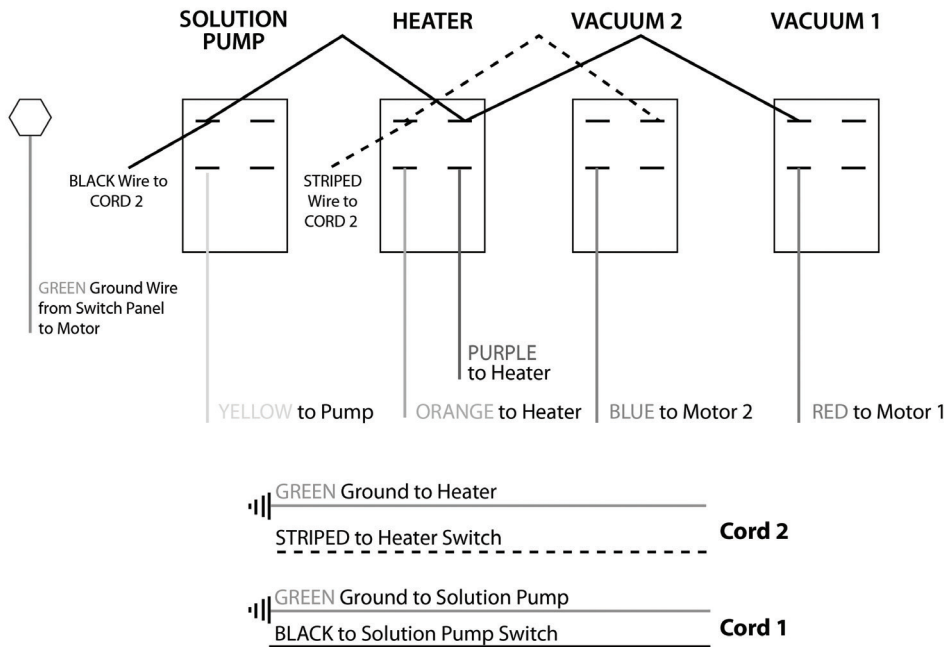 SOLUTION
PUMP
HEATER
VACUUM 2
VACUUM 1
BLACK Wire to
CORD 2
STRIPED
Wire to
CORD 2
GREEN Ground Wire
from Switch Panel
to Motor
PURPLE
to Heater
YELLOW to Pump
ORANGE to Heater
BLUE to Motor 2
RED to Motor 1
GREEN Ground to Heater
STRIPED to Heater Switch
Cord 2
GREEN Ground to Solution Pump
BLACK to Solution Pump Switch
Cord 1